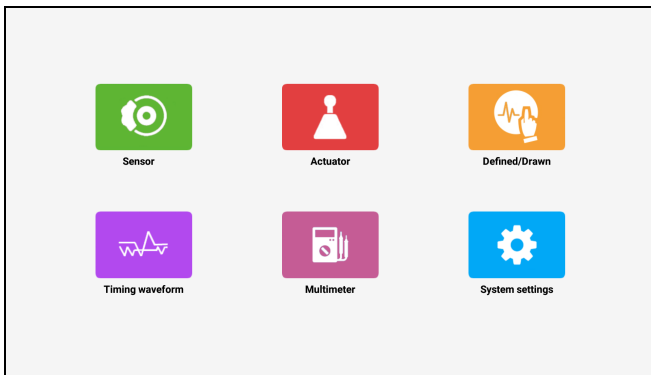 Sensor
Actuator
Defined/Drawn
Timing waveform
Multimeter
System settings